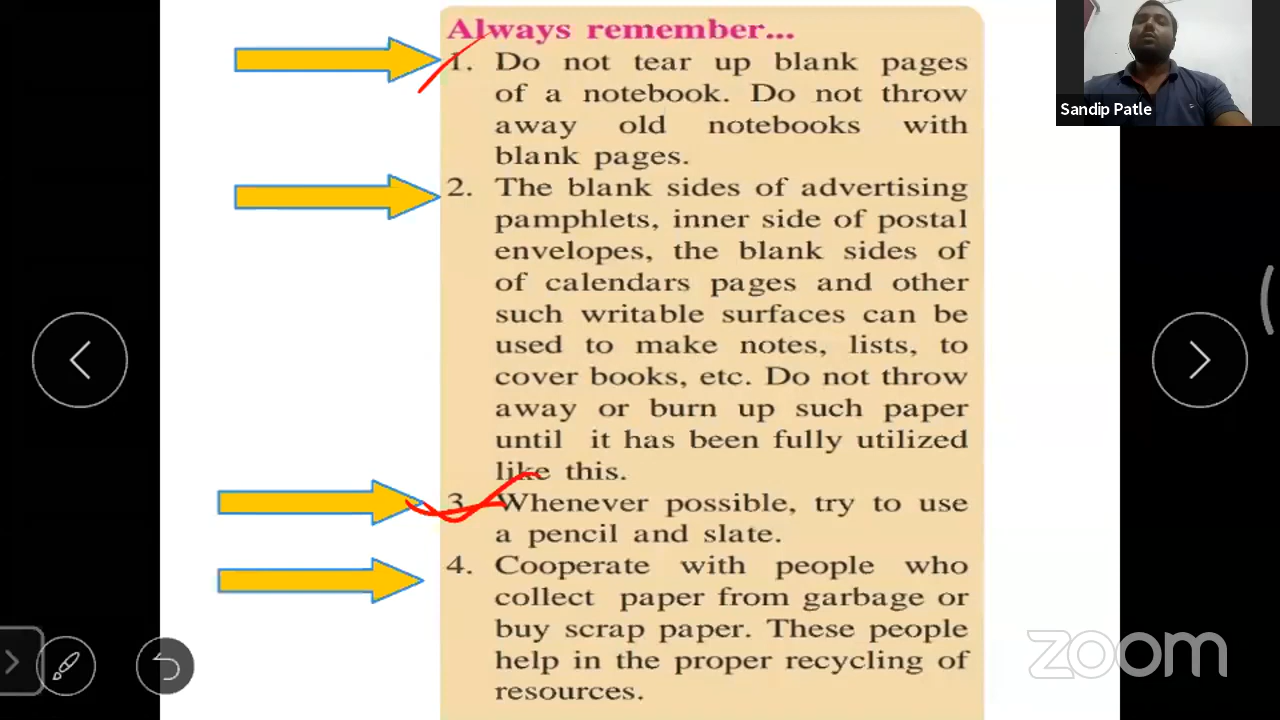 Always remember...
1. Do not tear up blank pages
of a notebook. Do not throw
away old notebooks with
blank pages.
2. The blank sides of advertising
pamphlets, inner side of postal
envelopes, the blank sides of
of calendars pages and other
such writable surfaces can be
used to make notes, lists, to
cover books, etc. Do not throw
away or burn up such paper
until it has been fully utilized
like this.
3. Whenever possible, try to use
a pencil and slate.
4. Cooperate with people who
collect paper from garbage or
buy scrap paper. These people
help in the proper recycling of
resources.
Sandip Patle
zoom